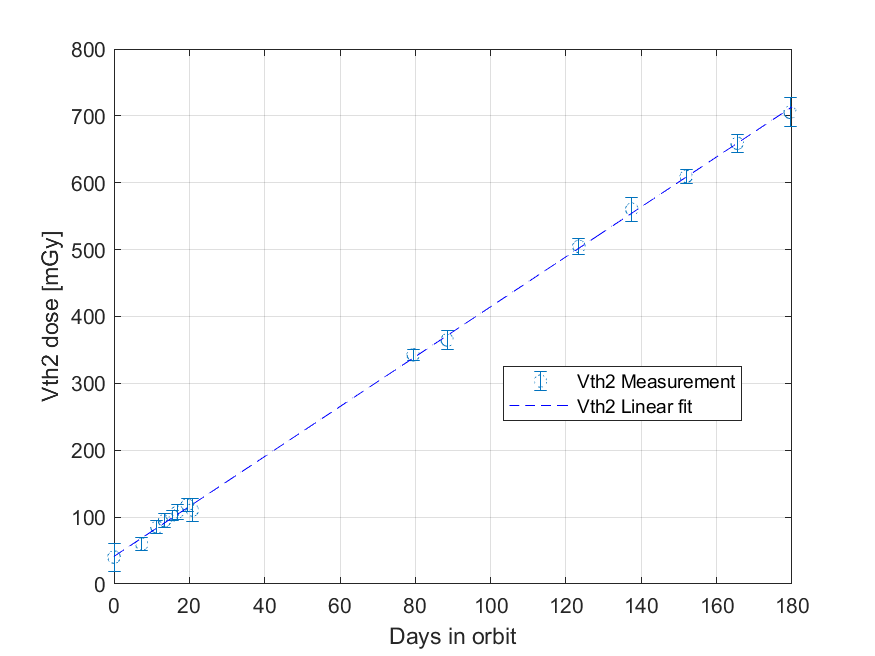 800
700
600
500
400
300
200
100
0
Vth2 dose [mGy]
Vth2 Measurement
Vth2 Linear fit
0 20 40 60 80 100 120 140 160 180
Days in orbit